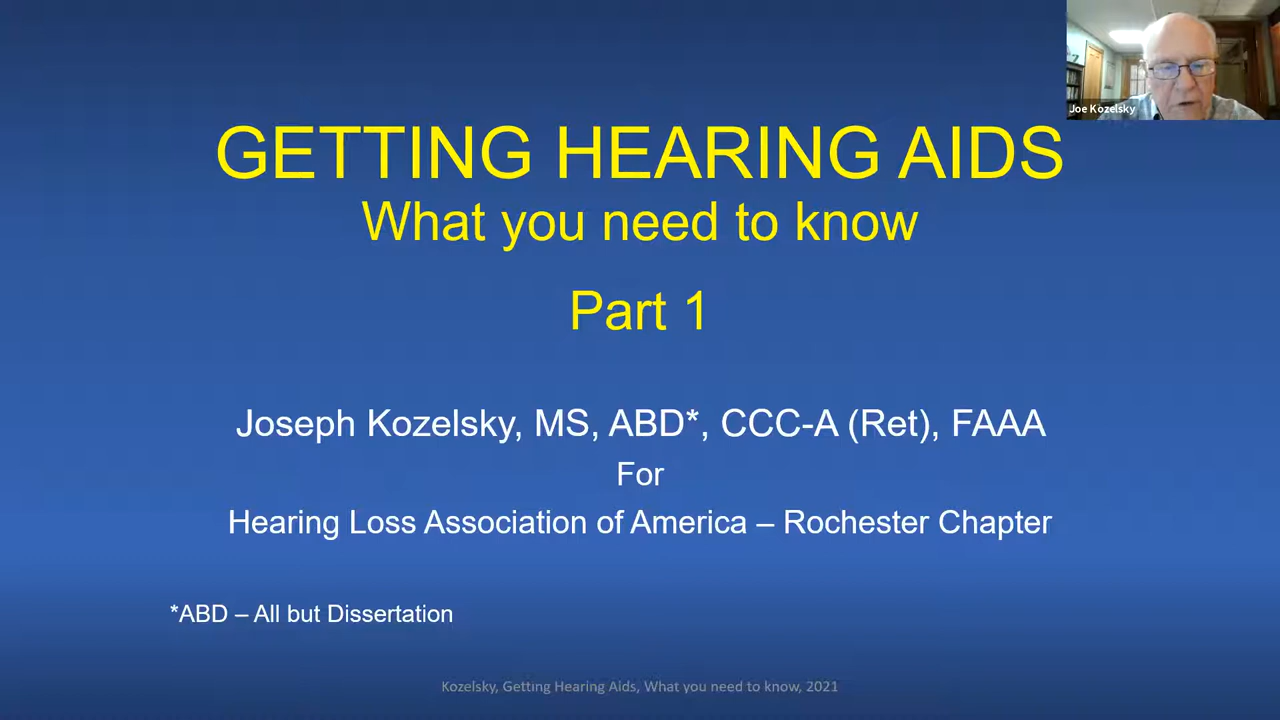 Joe Kozelsky
GETTING HEARING AIDS
What you need to know
Part 1
Joseph Kozelsky, MS, ABD*, CCC-A (Ret), FAAA
For
Hearing Loss Association of America – Rochester Chapter
*ABD – All but Dissertation
Kozelsky, Getting Hearing Aids, What you need to know, 2021